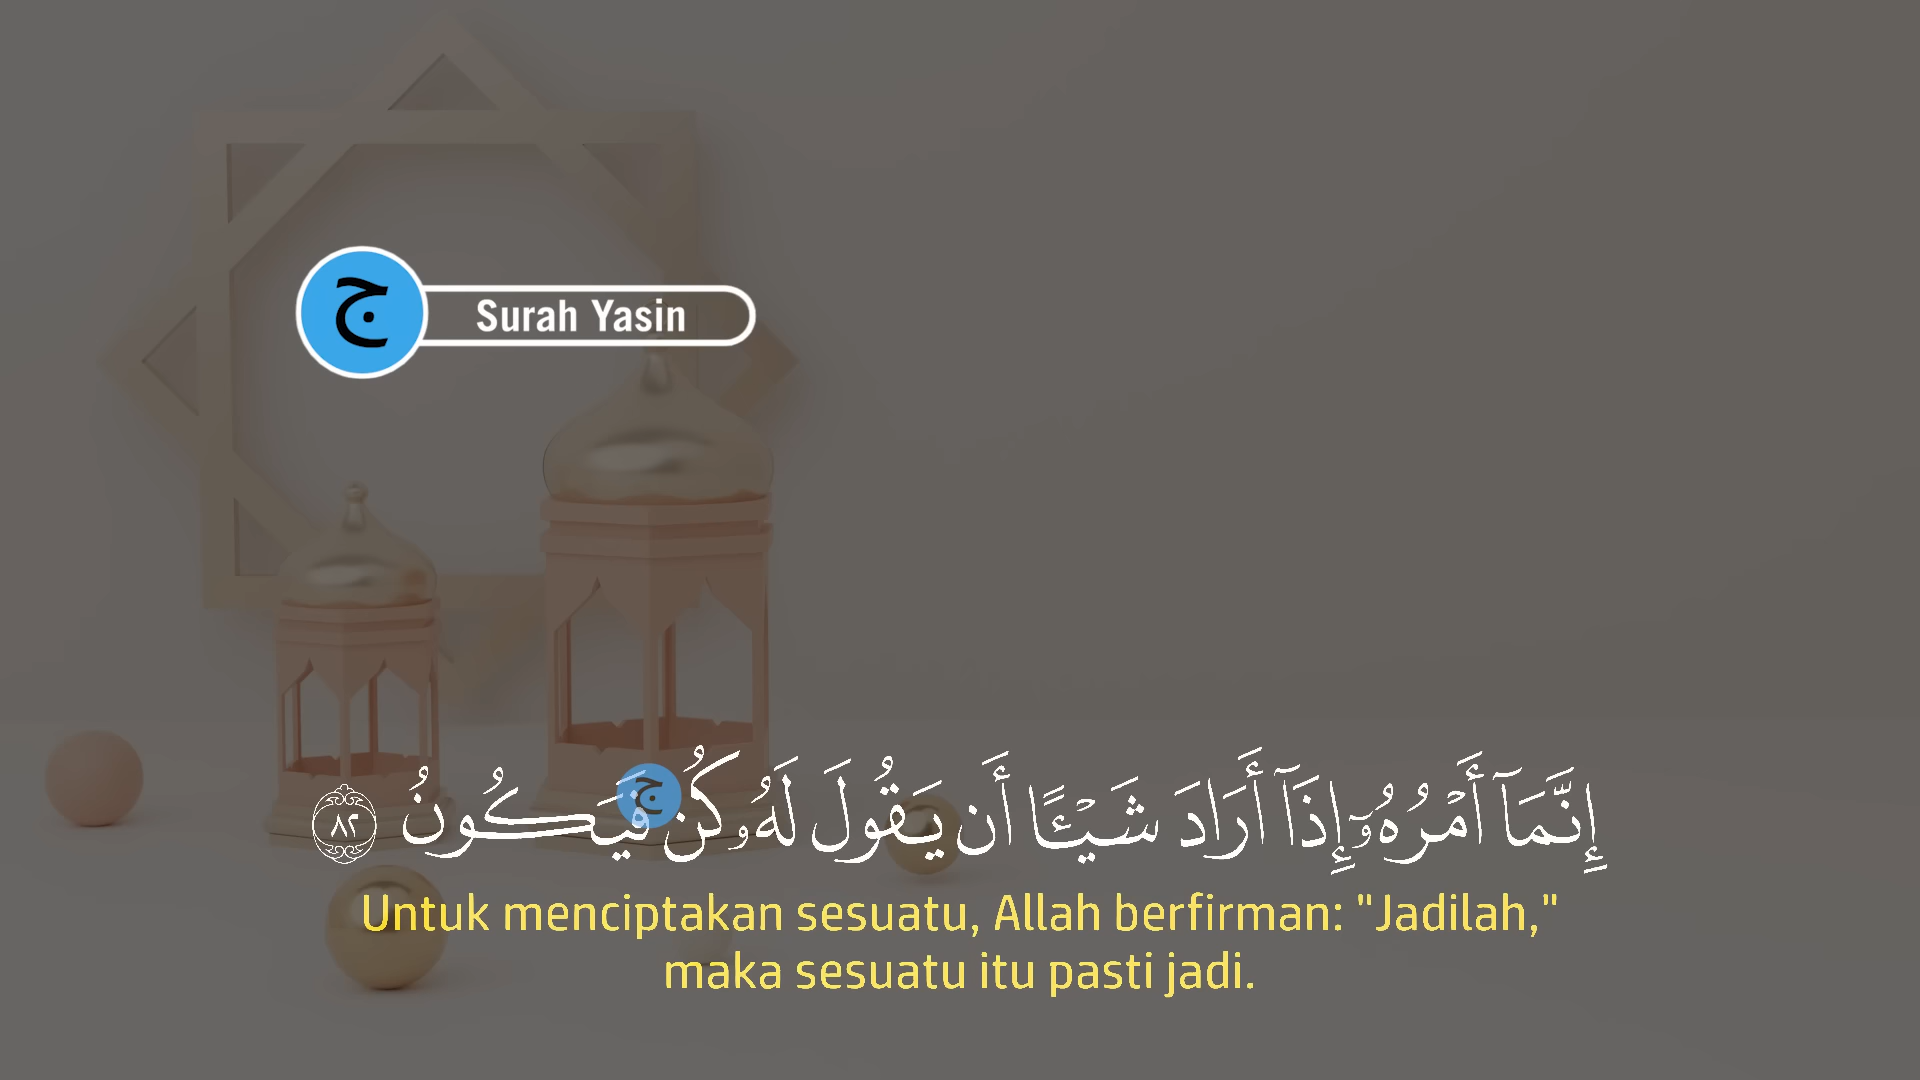 ج
Surah Yasin
إِنَّمَآ أَمْرُهُۥٓ إِذَآ أَرَادَ شَيْـًٔا أَن يَقُولَ لَهُۥ كُن فَيَكُونُ ٨٢
ج
Untuk menciptakan sesuatu, Allah berfirman: "Jadilah,"
maka sesuatu itu pasti jadi.